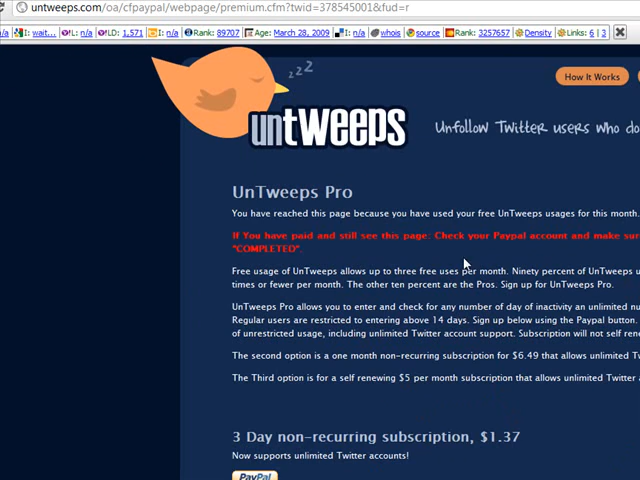 untweeps.com/oa/cfpaypal/webpage/premium.cfm?twid=378545001&fud=r
n/a I: wait... Y!L: n/a Y!LD: 1,571 I: n/a Rank: 89707 Age: March 28, 2009 I: n/a whois source Rank: 3257657 Density Links: 6 | 3
z z Z
How It Works
untweeps
Unfollow Twitter users who do
UnTweeps Pro
You have reached this page because you have used your free UnTweeps usages for this month.
If You have paid and still see this page: Check your Paypal account and make sur
"COMPLETED".
Free usage of UnTweeps allows up to three free uses per month. Ninety percent of UnTweeps u
times or fewer per month. The other ten percent are the Pros. Sign up for UnTweeps Pro.
UnTweeps Pro allows you to enter and check for any number of day of inactivity an unlimited nu
Regular users are restricted to entering above 14 days. Sign up below using the Paypal button.
of unrestricted usage, including unlimited Twitter account support. Subscription will not self rene
The second option is a one month non-recurring subscription for $6.49 that allows unlimited Tw
The Third option is for a self renewing $5 per month subscription that allows unlimited Twitter a
3 Day non-recurring subscription, $1.37
Now supports unlimited Twitter accounts!
PayPal